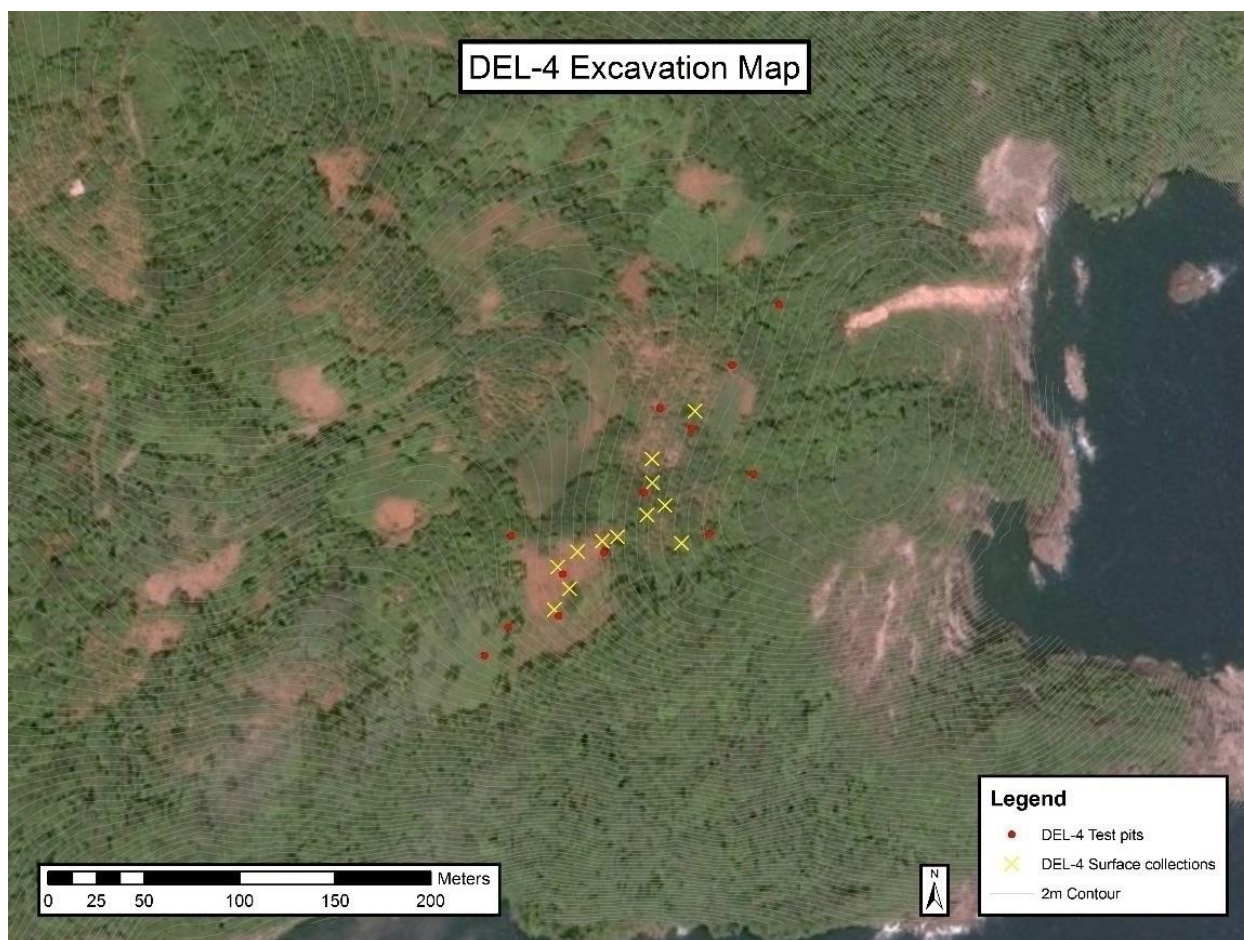 DEL-4 Excavation Map
Legend
DEL-4 Test pits
DEL-4 Surface collections
2m Contour
Meters
0 25 50 100 150 200
N